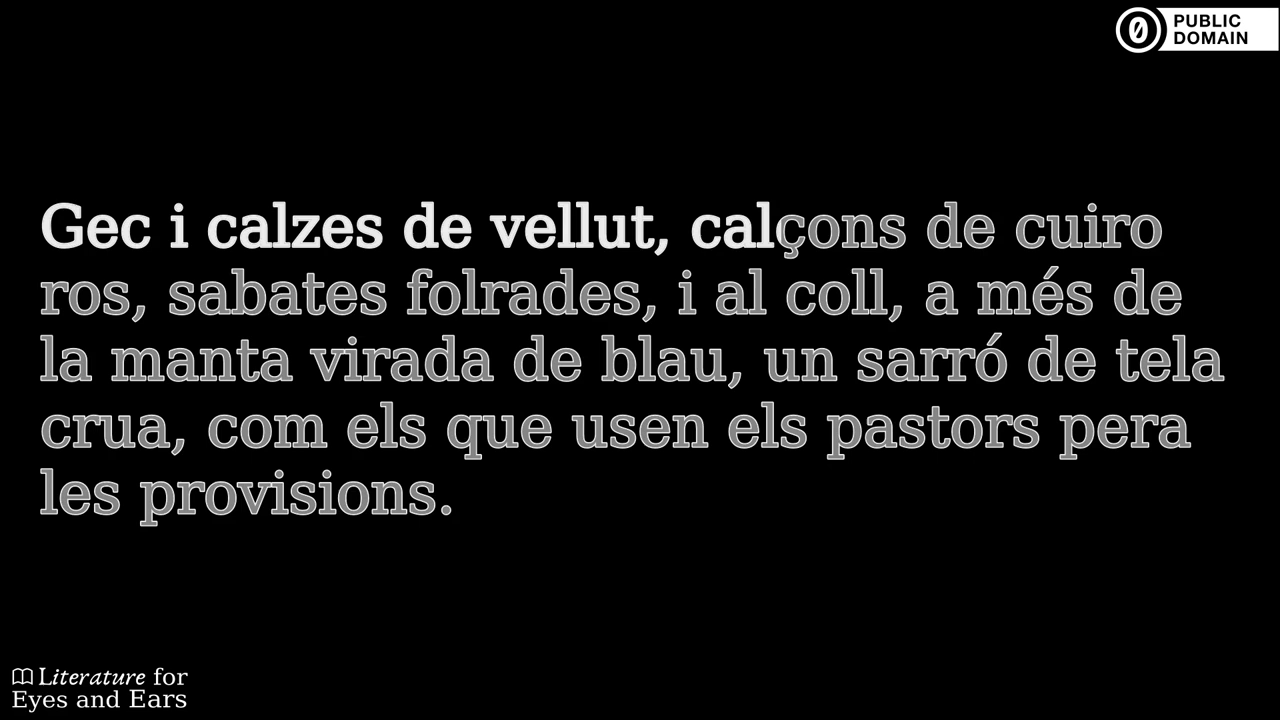 PUBLIC
DOMAIN
Gec i calzes de vellut, calçons de cuiro
ros, sabates folrades, i al coll, a més de
la manta virada de blau, un sarró de tela
crua, com els que usen els pastors pera
les provisions.
Literature for
Eyes and Ears